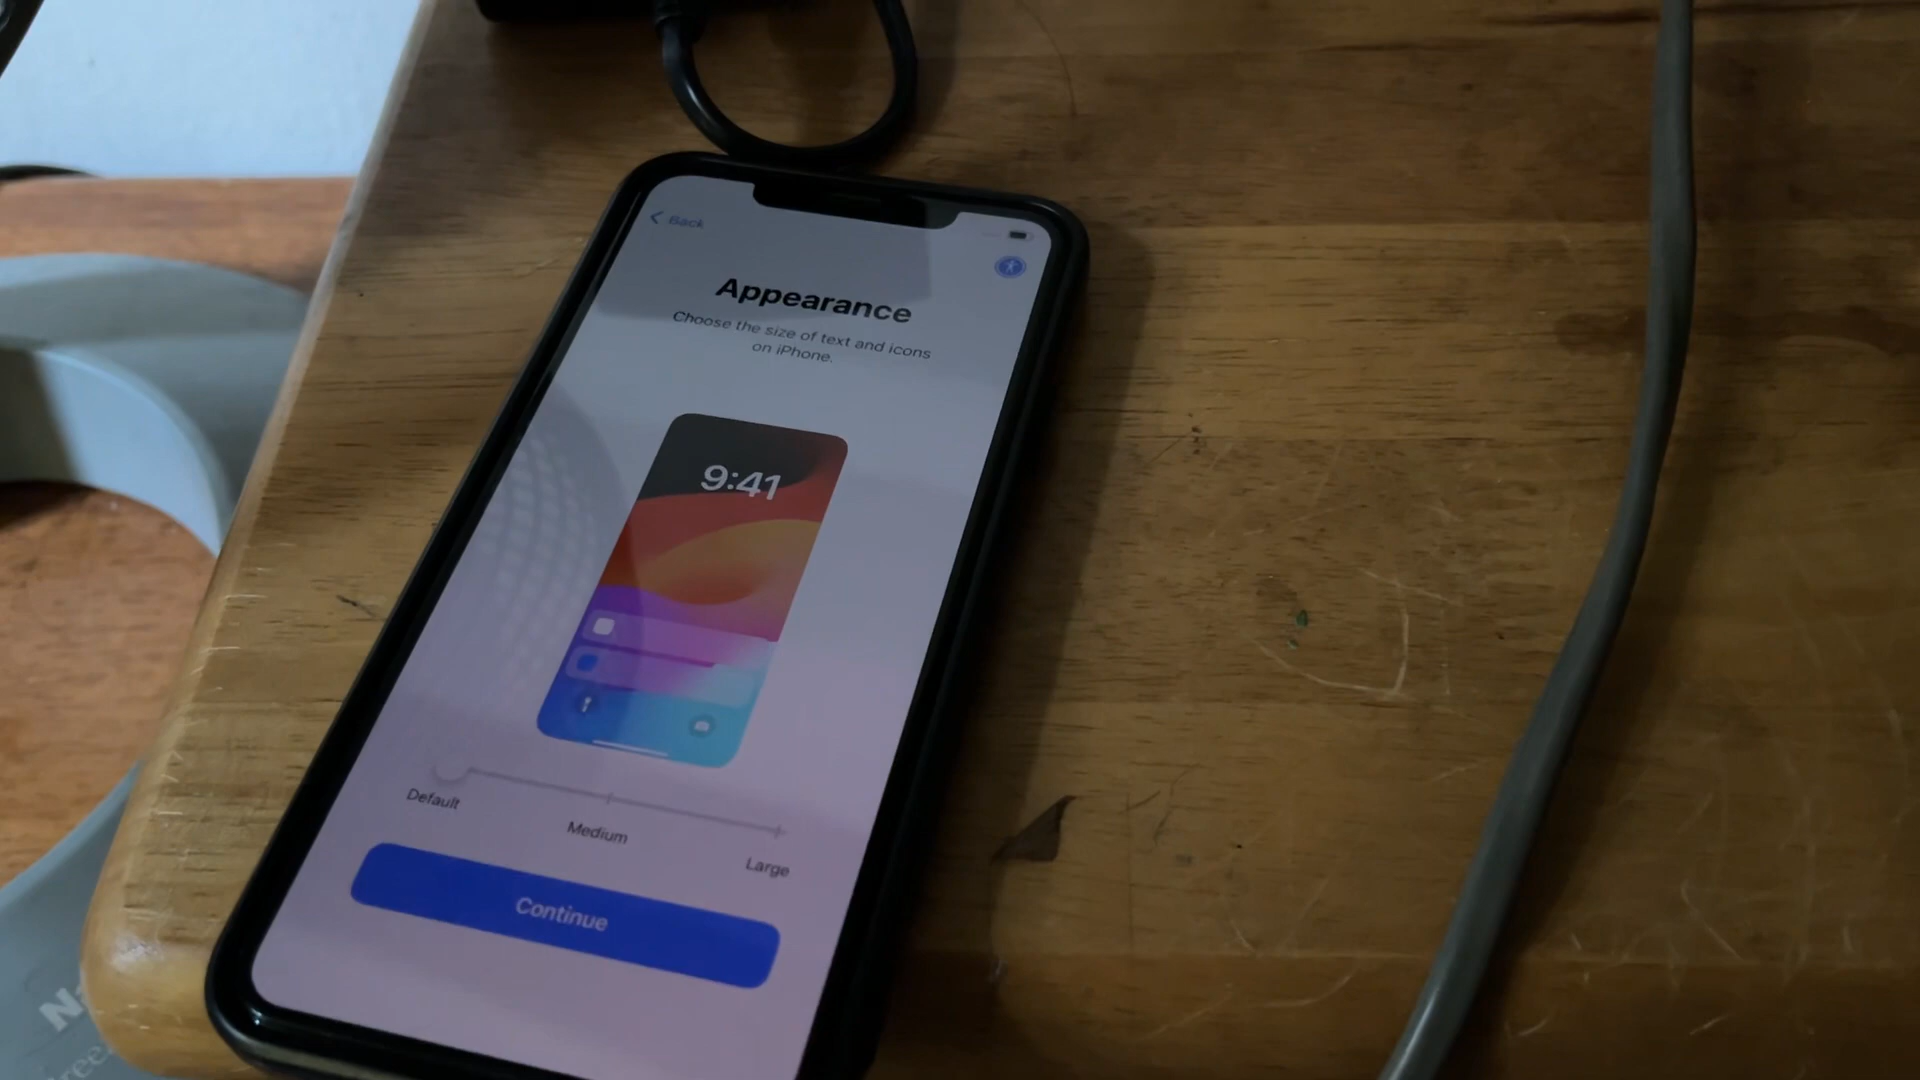 Back
Appearance
Choose the size of text and icons
on iPhone.
9:41
Default
Medium
Large
Continue